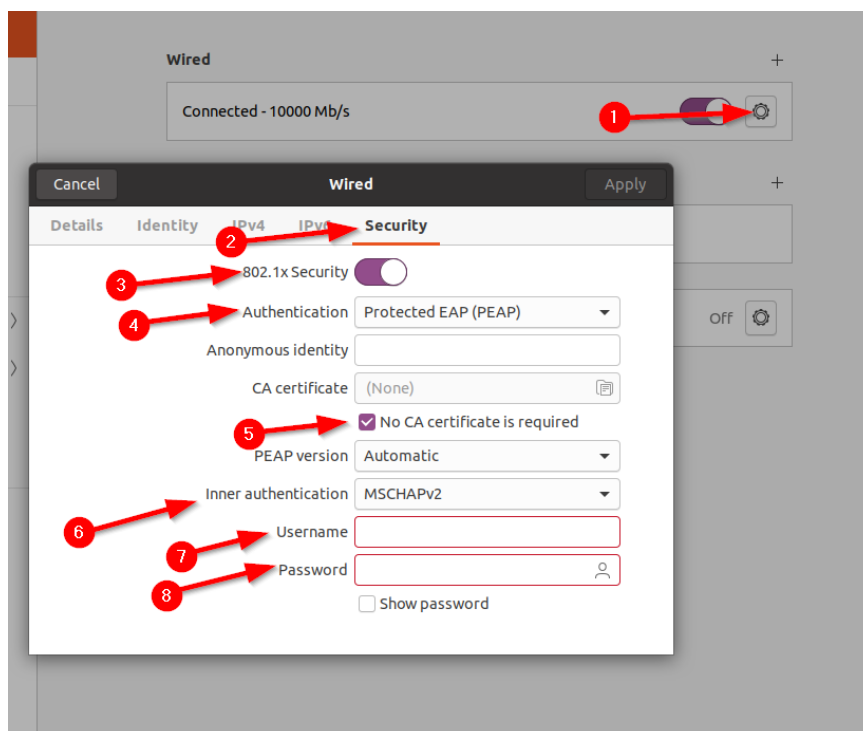 Wired +
Connected - 10000 Mb/s
1
Cancel Wired Apply +
Details Identity IPv4 IPv6 Security
2
802.1x Security
3
Authentication Protected EAP (PEAP)
4
Off
Anonymous identity
CA certificate (None)
No CA certificate is required
5
PEAP version Automatic
Inner authentication MSCHAPv2
6
Username
7
Password
8
Show password